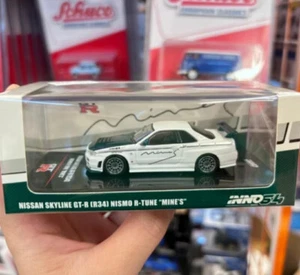 Schuco
R
NISSAN SKYLINE GT-R (R34) NISMO R-TUNE "MINE'S"
INNO64